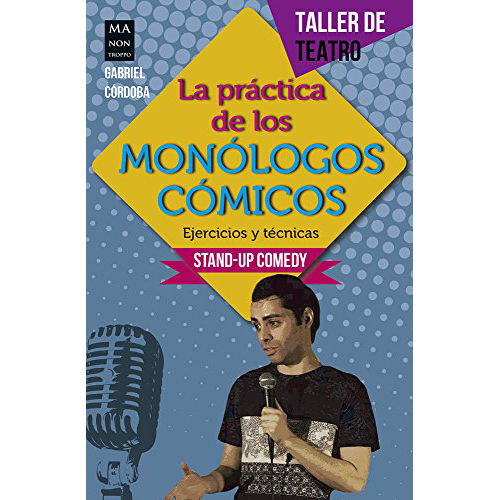 MA
NON
TROPPO
GABRIEL
CÓRDOBA
TALLER DE
TEATRO
La práctica
de los
MONÓLOGOS
CÓMICOS
Ejercicios y técnicas
STAND-UP COMEDY